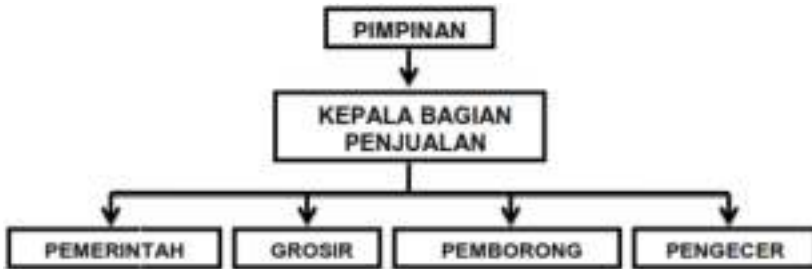 PIMPINAN
KEPALA BAGIAN
PENJUALAN
PEMERINTAH
GROSIR
PEMBORONG
PENGECER